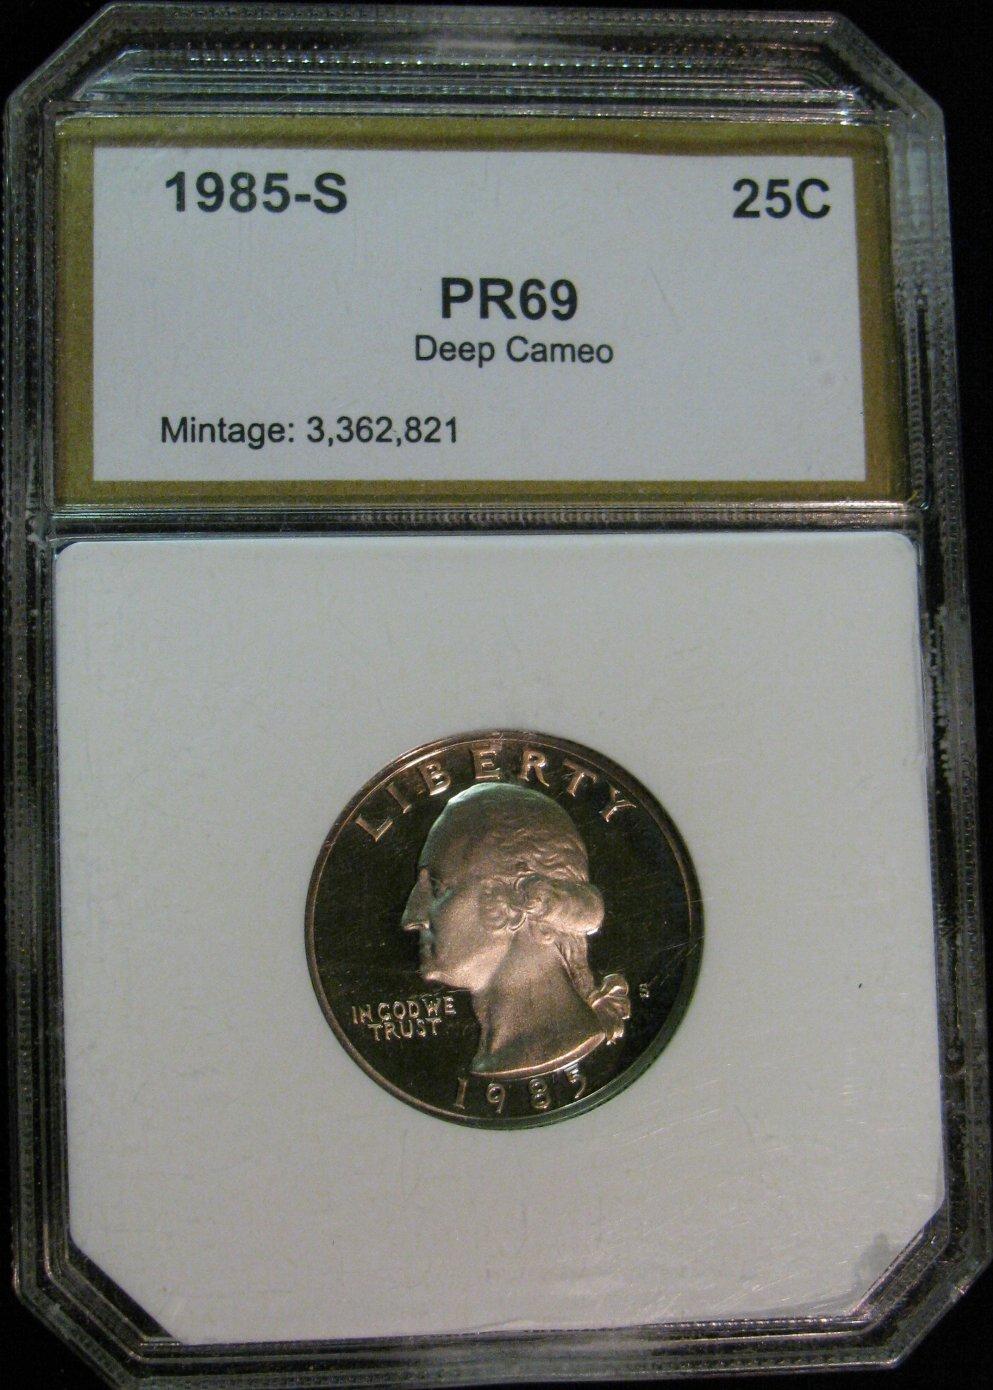 1985-S 25C
PR69
Deep Cameo
Mintage: 3,362,821
LIBERTY
S
IN GOD WE
TRUST
1985